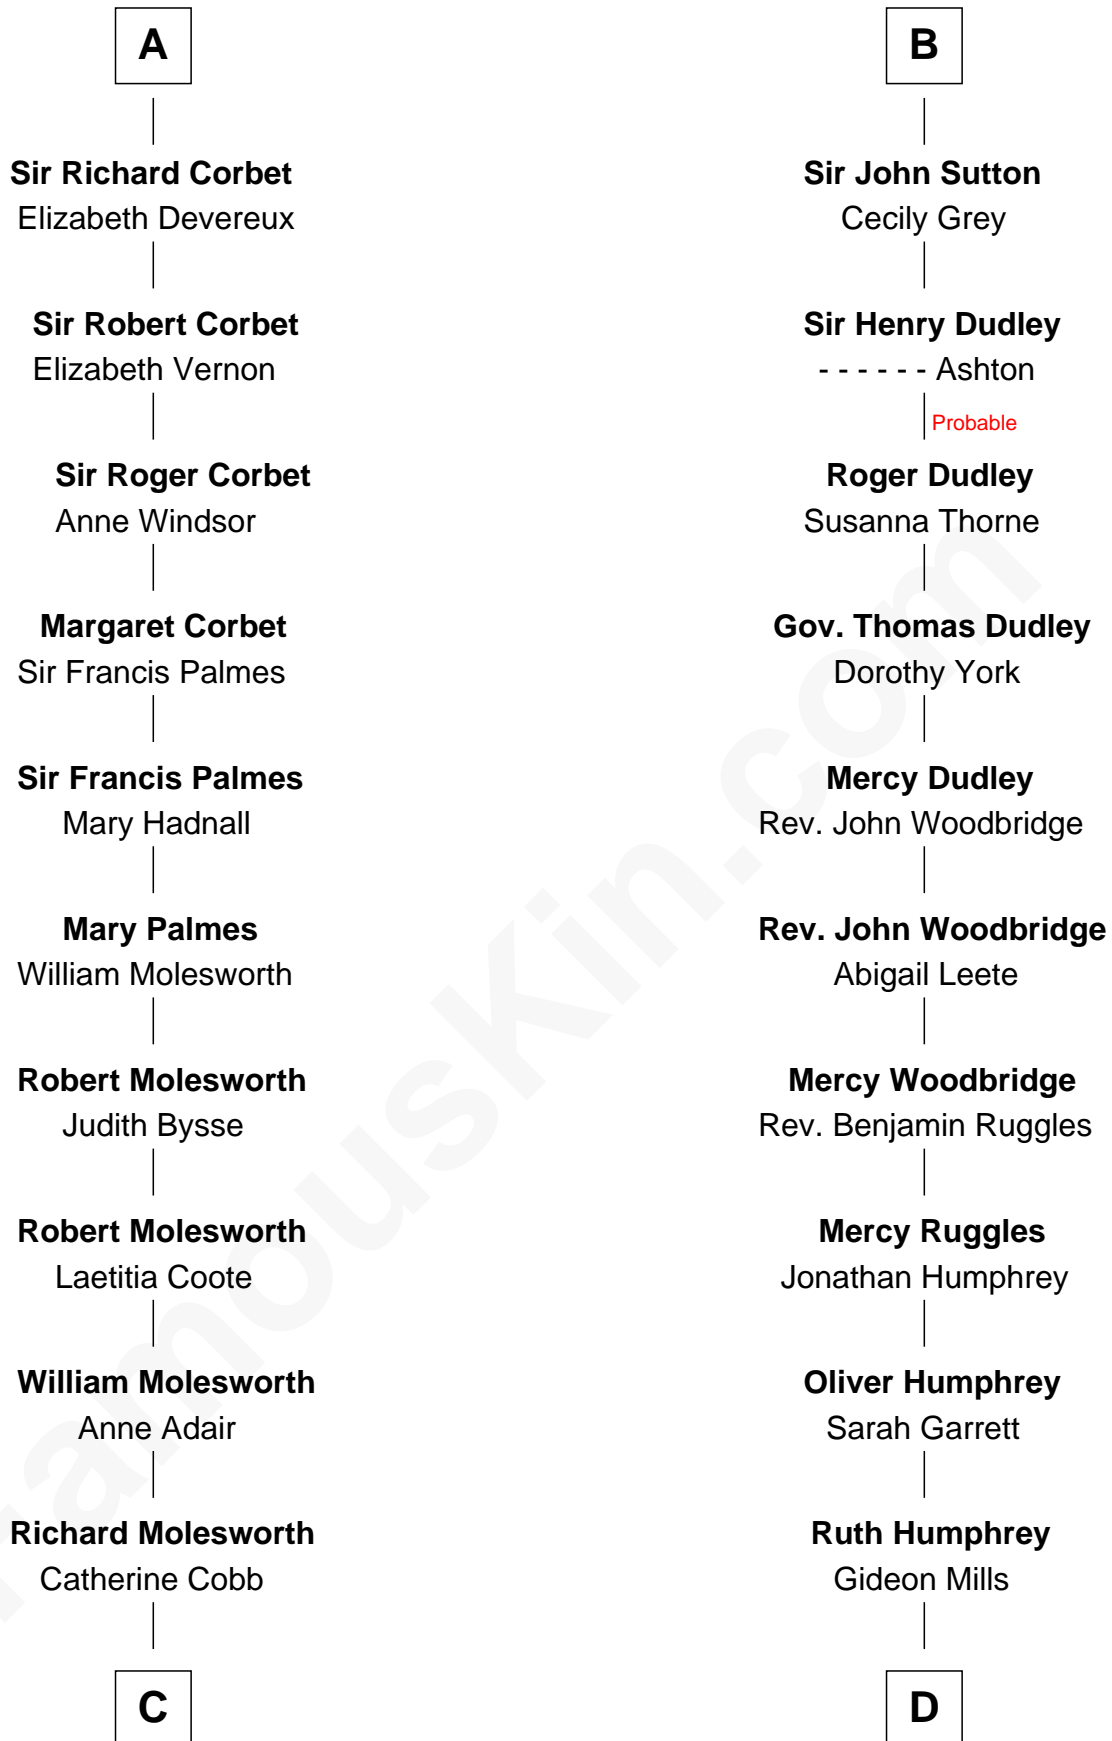 A
Sir Richard Corbet
Elizabeth Devereux
Sir Robert Corbet
Elizabeth Vernon
Sir Roger Corbet
Anne Windsor
Margaret Corbet
Sir Francis Palmes
Sir Francis Palmes
Mary Hadnall
Mary Palmes
William Molesworth
Robert Molesworth
Judith Bysse
Robert Molesworth
Laetitia Coote
William Molesworth
Anne Adair
Richard Molesworth
Catherine Cobb
C
B
Sir John Sutton
Cecily Grey
Sir Henry Dudley
- - - - - - Ashton
Probable
Roger Dudley
Susanna Thorne
Gov. Thomas Dudley
Dorothy York
Mercy Dudley
Rev. John Woodbridge
Rev. John Woodbridge
Abigail Leete
Mercy Woodbridge
Rev. Benjamin Ruggles
Mercy Ruggles
Jonathan Humphrey
Oliver Humphrey
Sarah Garrett
Ruth Humphrey
Gideon Mills
D
FamousKin.com